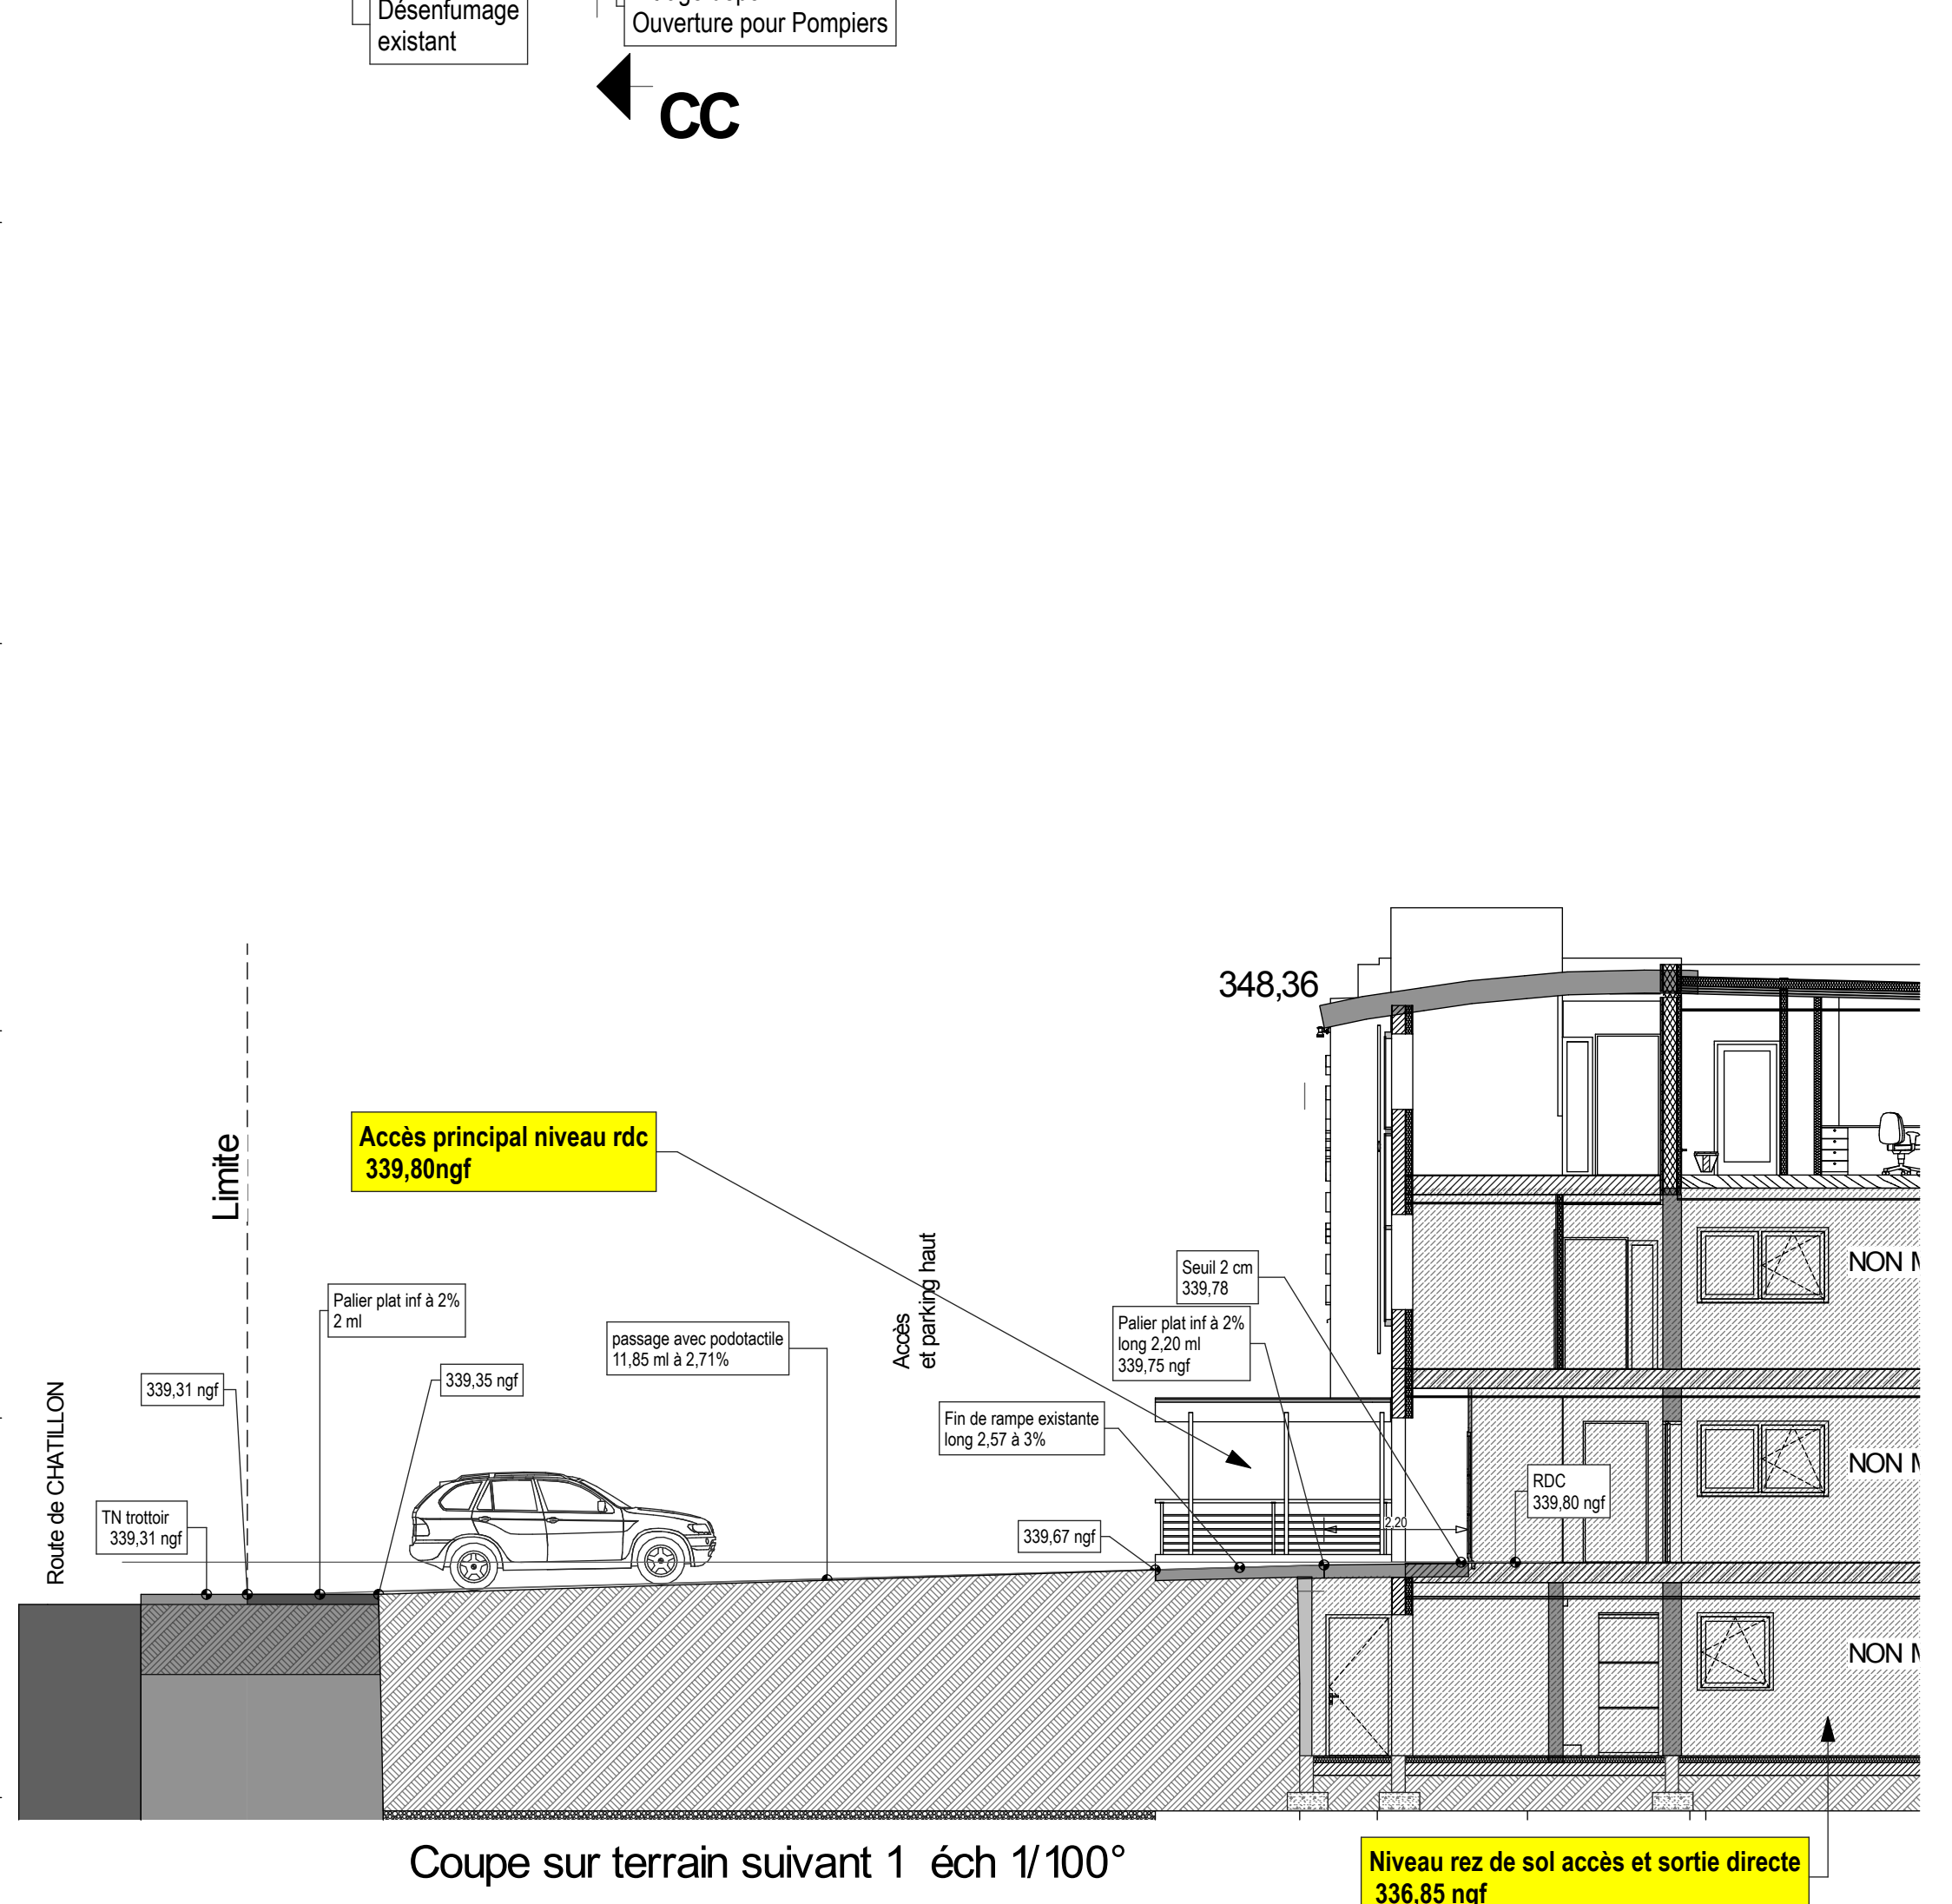 Désenfumage
existant
Ouverture pour Pompiers
CC
348,36
Limite
Accès principal niveau rdc
339,80ngf
Accès
et parking haut
Seuil 2 cm
339,78
Palier plat inf à 2%
2 ml
Palier plat inf à 2%
long 2,20 ml
339,75 ngf
passage avec podotactile
11,85 ml à 2,71%
339,31 ngf
339,35 ngf
Route de CHATILLON
Fin de rampe existante
long 2,57 à 3%
TN trottoir
339,31 ngf
339,67 ngf
2,20
RDC
339,80 ngf
NON
NON
NON
Coupe sur terrain suivant 1 éch 1/100°
Niveau rez de sol accès et sortie directe
336,85 ngf